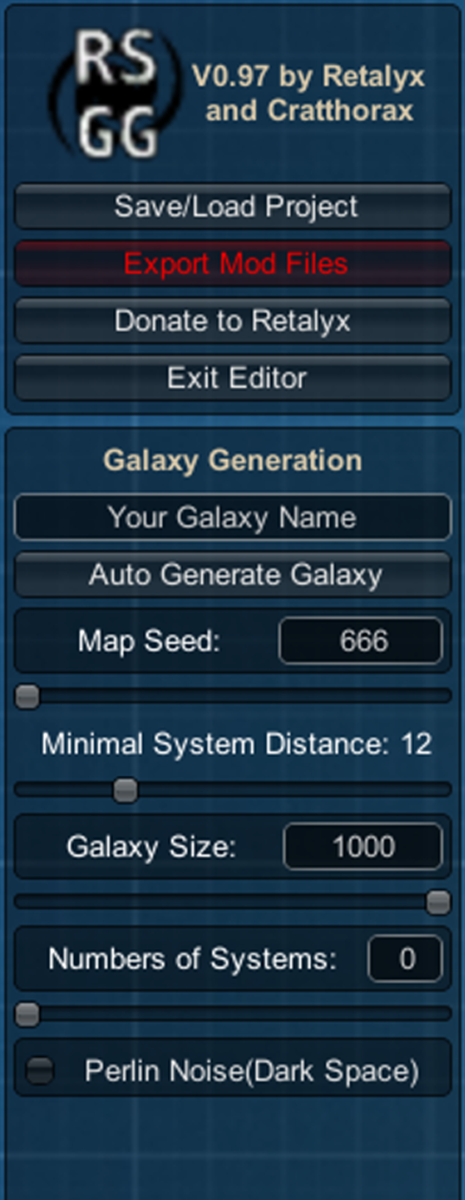 RS
GG
V0.97 by Retalyx
and Cratthorax
Save/Load Project
Export Mod Files
Donate to Retalyx
Exit Editor
Galaxy Generation
Your Galaxy Name
Auto Generate Galaxy
Map Seed: 666
Minimal System Distance: 12
Galaxy Size: 1000
Numbers of Systems: 0
Perlin Noise(Dark Space)